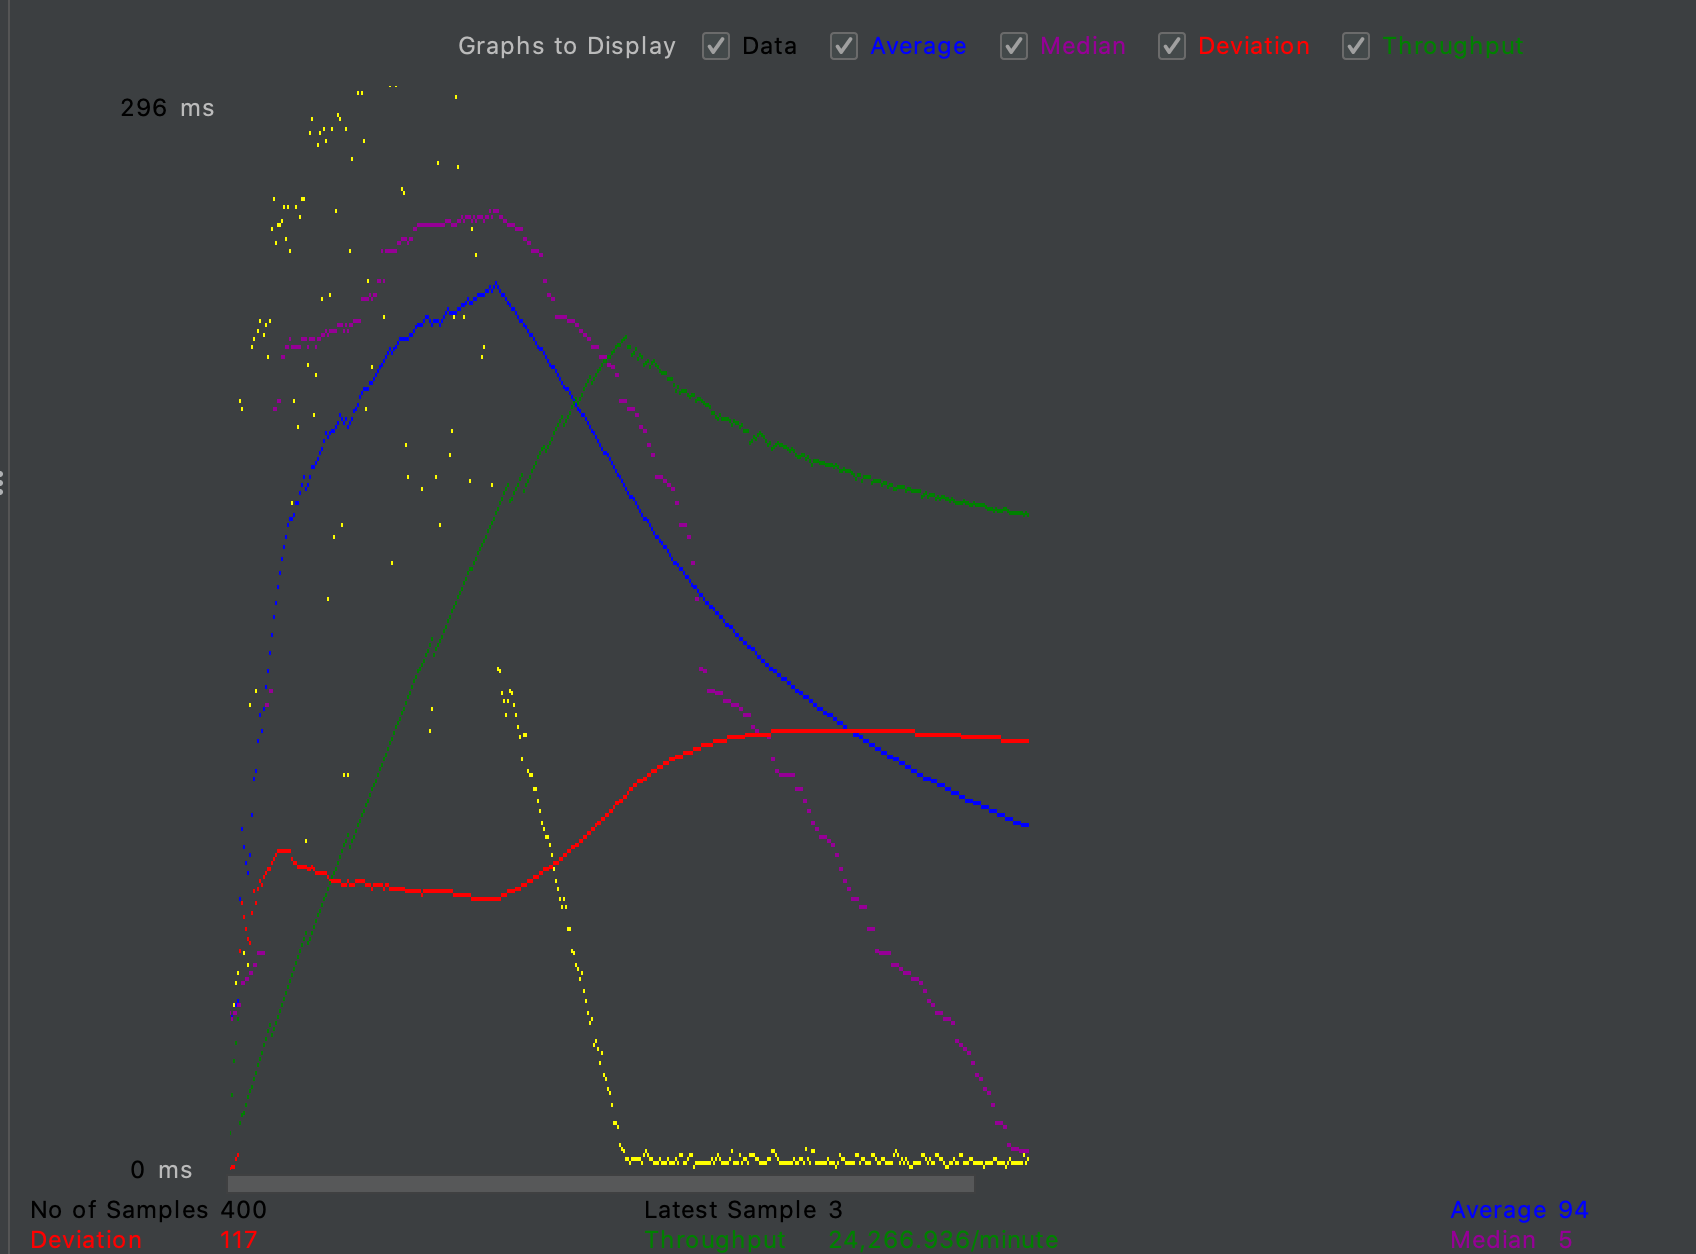 Graphs to Display Data Average Median Deviation Throughput
296 ms
0 ms
No of Samples 400 Latest Sample 3 Average 94
Deviation 117 Throughput 24,266.936/minute Median 5